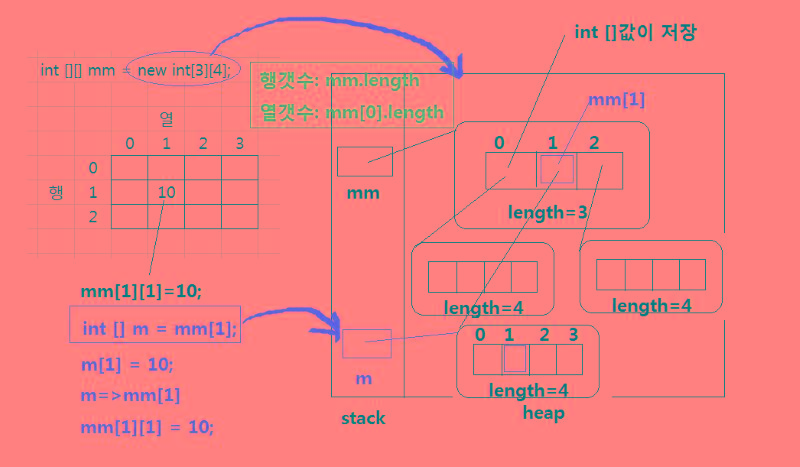 int [][] mm = new int[3][4];
행갯수: mm.length
열갯수: mm[0].length
int []값이 저장
열
0 1 2 3
0
행 1 10
2
mm[1][1]=10;
int [] m = mm[1];
m[1] = 10;
m=>mm[1]
mm[1][1] = 10;
mm
m
stack
mm[1]
0 1 2
length=3
length=4
length=4
0 1 2 3
length=4
heap